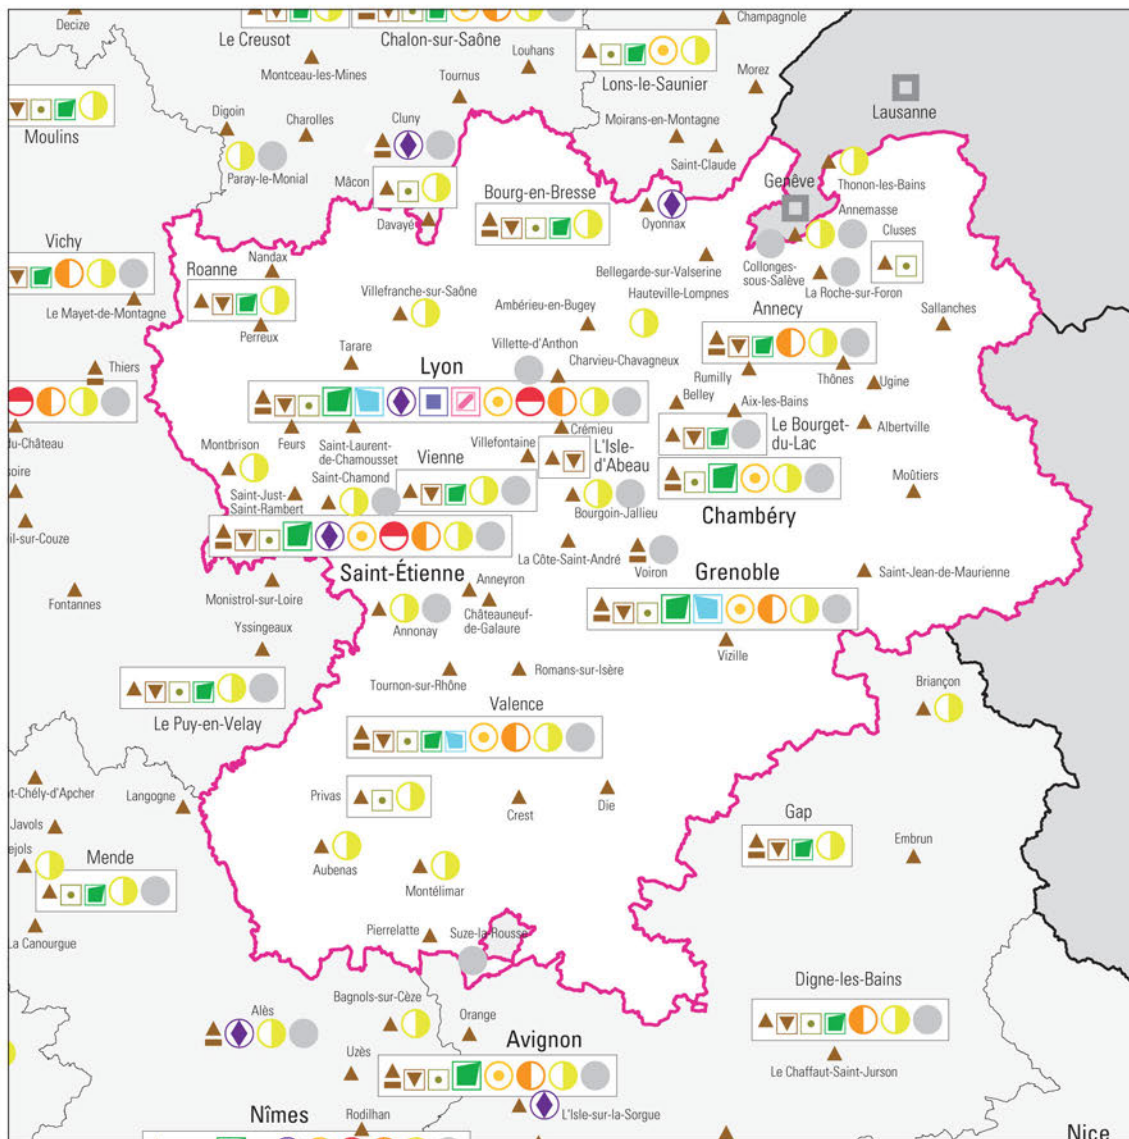 Decize
Le Creusot
Chalon-sur-Saône
Champagnole
Montceau-les-Mines
Louhans
Tournus
Lons-le-Saunier
Morez
Lausanne
Moulins
Digoin
Charolles
Cluny
Moirans-en-Montagne
Saint-Claude
Paray-le-Monial
Mâcon
Bourg-en-Bresse
Genève
Thonon-les-Bains
Davayé
Oyonnax
Annemasse
Cluses
Vichy
Nandax
Roanne
Bellegarde-sur-Valserine
Collonges-
sous-Salève
La Roche-sur-Foron
Le Mayet-de-Montagne
Villefranche-sur-Saône
Ambérieu-en-Bugey
Hauteville-Lompnes
Annecy
Sallanches
Perreux
Tarare
Lyon
Villette-d'Anthon
Charvieu-Chavagneux
Thiers
Rumilly
Thônes
Ugine
Belley
Aix-les-Bains
du-Château
Feurs
Saint-Laurent-
de-Chamousset
Villefontaine
Crémieu
L'Isle-
d'Abeau
Le Bourget-
du-Lac
Albertville
Montbrison
Vienne
Saint-Chamond
soire
Saint-Just-
Saint-Rambert
Bourgoin-Jallieu
Chambéry
Moûtiers
il-sur-Couze
La Côte-Saint-André
Voiron
Saint-Étienne
Grenoble
Saint-Jean-de-Maurienne
Fontannes
Monistrol-sur-Loire
Anneyron
Châteauneuf-
de-Galaure
Annonay
Yssingeaux
Vizille
Tournon-sur-Rhône
Romans-sur-Isère
Briançon
Le Puy-en-Velay
Valence
t-Chély-d'Apcher
Langogne
Privas
Crest
Die
Gap
Javols
Embrun
ejols
Mende
Aubenas
Montélimar
La Canourgue
Pierrelatte
Suze-la-Rousse
Digne-les-Bains
Alès
Bagnols-sur-Cèze
Orange
Avignon
Uzès
Le Chaffaut-Saint-Jurson
Nîmes
Rodilhan
L'Isle-sur-la-Sorgue
Nice